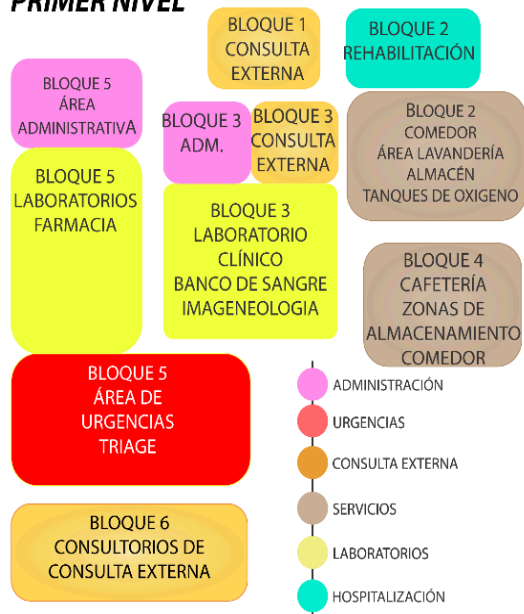 PRIMER NIVEL
BLOQUE 1
CONSULTA
EXTERNA
BLOQUE 2
REHABILITACIÓN
BLOQUE 5
ÁREA
ADMINISTRATIVA
BLOQUE 3
ADM.
BLOQUE 3
CONSULTA
EXTERNA
BLOQUE 2
COMEDOR
ÁREA LAVANDERÍA
ALMACÉN
TANQUES DE OXIGENO
BLOQUE 5
LABORATORIOS
FARMACIA
BLOQUE 3
LABORATORIO
CLÍNICO
BANCO DE SANGRE
IMAGENEOLOGIA
BLOQUE 4
CAFETERÍA
ZONAS DE
ALMACENAMIENTO
COMEDOR
BLOQUE 5
ÁREA DE
URGENCIAS
TRIAGE
BLOQUE 6
CONSULTORIOS DE
CONSULTA EXTERNA
ADMINISTRACIÓN
URGENCIAS
CONSULTA EXTERNA
SERVICIOS
LABORATORIOS
HOSPITALIZACIÓN